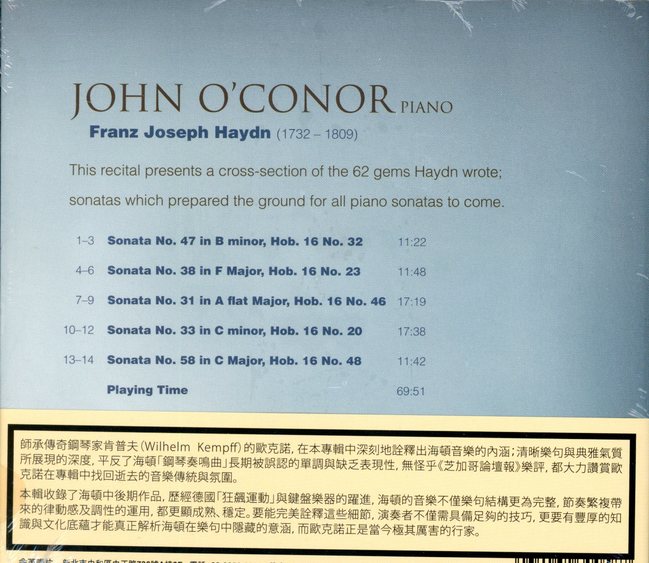 JOHN O'CONOR PIANO
Franz Joseph Haydn (1732 – 1809)
This recital presents a cross-section of the 62 gems Haydn wrote;
sonatas which prepared the ground for all piano sonatas to come.
1–3 Sonata No. 47 in B minor, Hob. 16 No. 32 11:22
4–6 Sonata No. 38 in F Major, Hob. 16 No. 23 11:48
7–9 Sonata No. 31 in A flat Major, Hob. 16 No. 46 17:19
10–12 Sonata No. 33 in C minor, Hob. 16 No. 20 17:38
13–14 Sonata No. 58 in C Major, Hob. 16 No. 48 11:42
Playing Time 69:51
師承傳奇鋼琴家肯普夫(Wilhelm Kempff)的歐克諾, 在本專輯中深刻地詮釋出海頓音樂的內涵;清晰樂句與典雅氣質
所展現的深度, 平反了海頓「鋼琴奏鳴曲」長期被誤認的單調與缺乏表現性, 無怪乎《芝加哥論壇報》樂評, 都大力讚賞歐
克諾在專輯中找回逝去的音樂傳統與氛圍。
本輯收錄了海頓中後期作品, 歷經德國「狂飆運動」與鍵盤樂器的躍進, 海頓的音樂不僅樂句結構更為完整, 節奏繁複帶
來的律動感及調性的運用, 都更顯成熟、穩定。要能完美詮釋這些細節, 演奏者不僅需具備足夠的技巧, 更要有豐厚的知
識與文化底蘊才能真正解析海頓在樂句中隱藏的意涵, 而歐克諾正是當今極其厲害的行家。